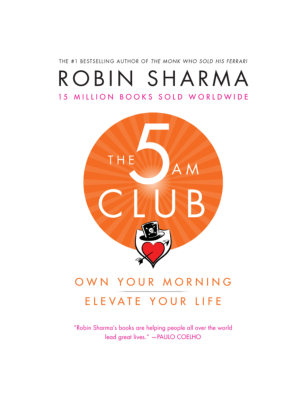 THE #1 BESTSELLING AUTHOR OF THE MONK WHO SOLD HIS FERRARI
ROBIN SHARMA
15 MILLION BOOKS SOLD WORLDWIDE
THE 5 AM
CLUB
OWN YOUR MORNING
ELEVATE YOUR LIFE
"Robin Sharma's books are helping people all over the world
lead great lives." —PAULO COELHO